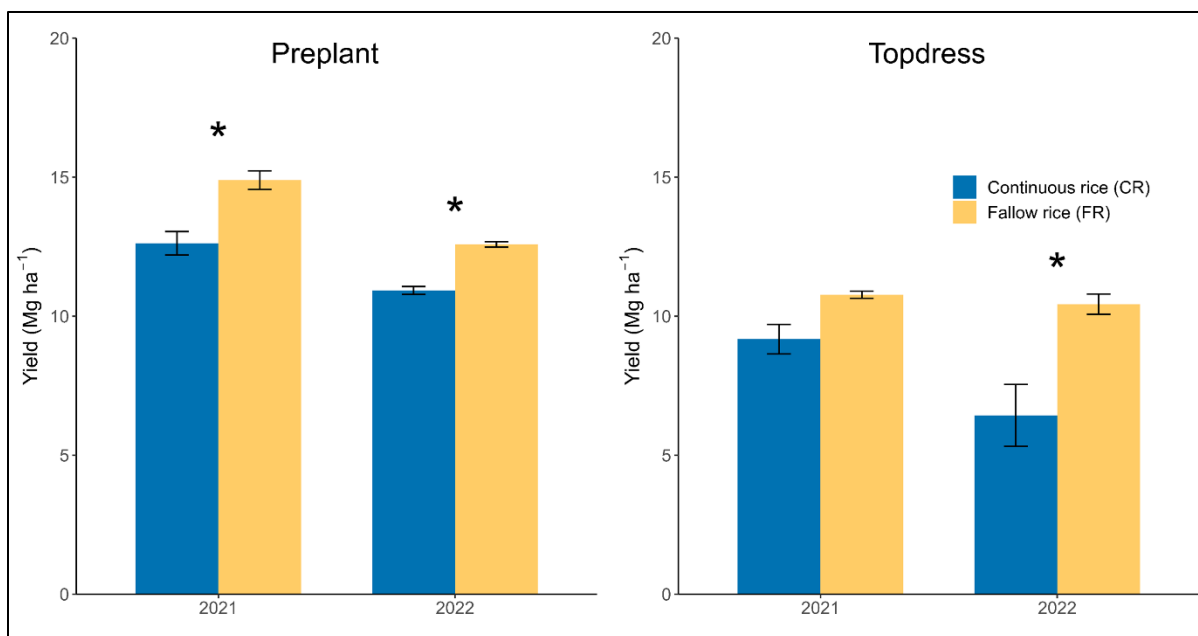 Preplant
Yield (Mg ha⁻¹)
20
15
10
5
0
*
*
2021
2022
Topdress
Yield (Mg ha⁻¹)
20
15
10
5
0
Continuous rice (CR)
Fallow rice (FR)
*
2021
2022